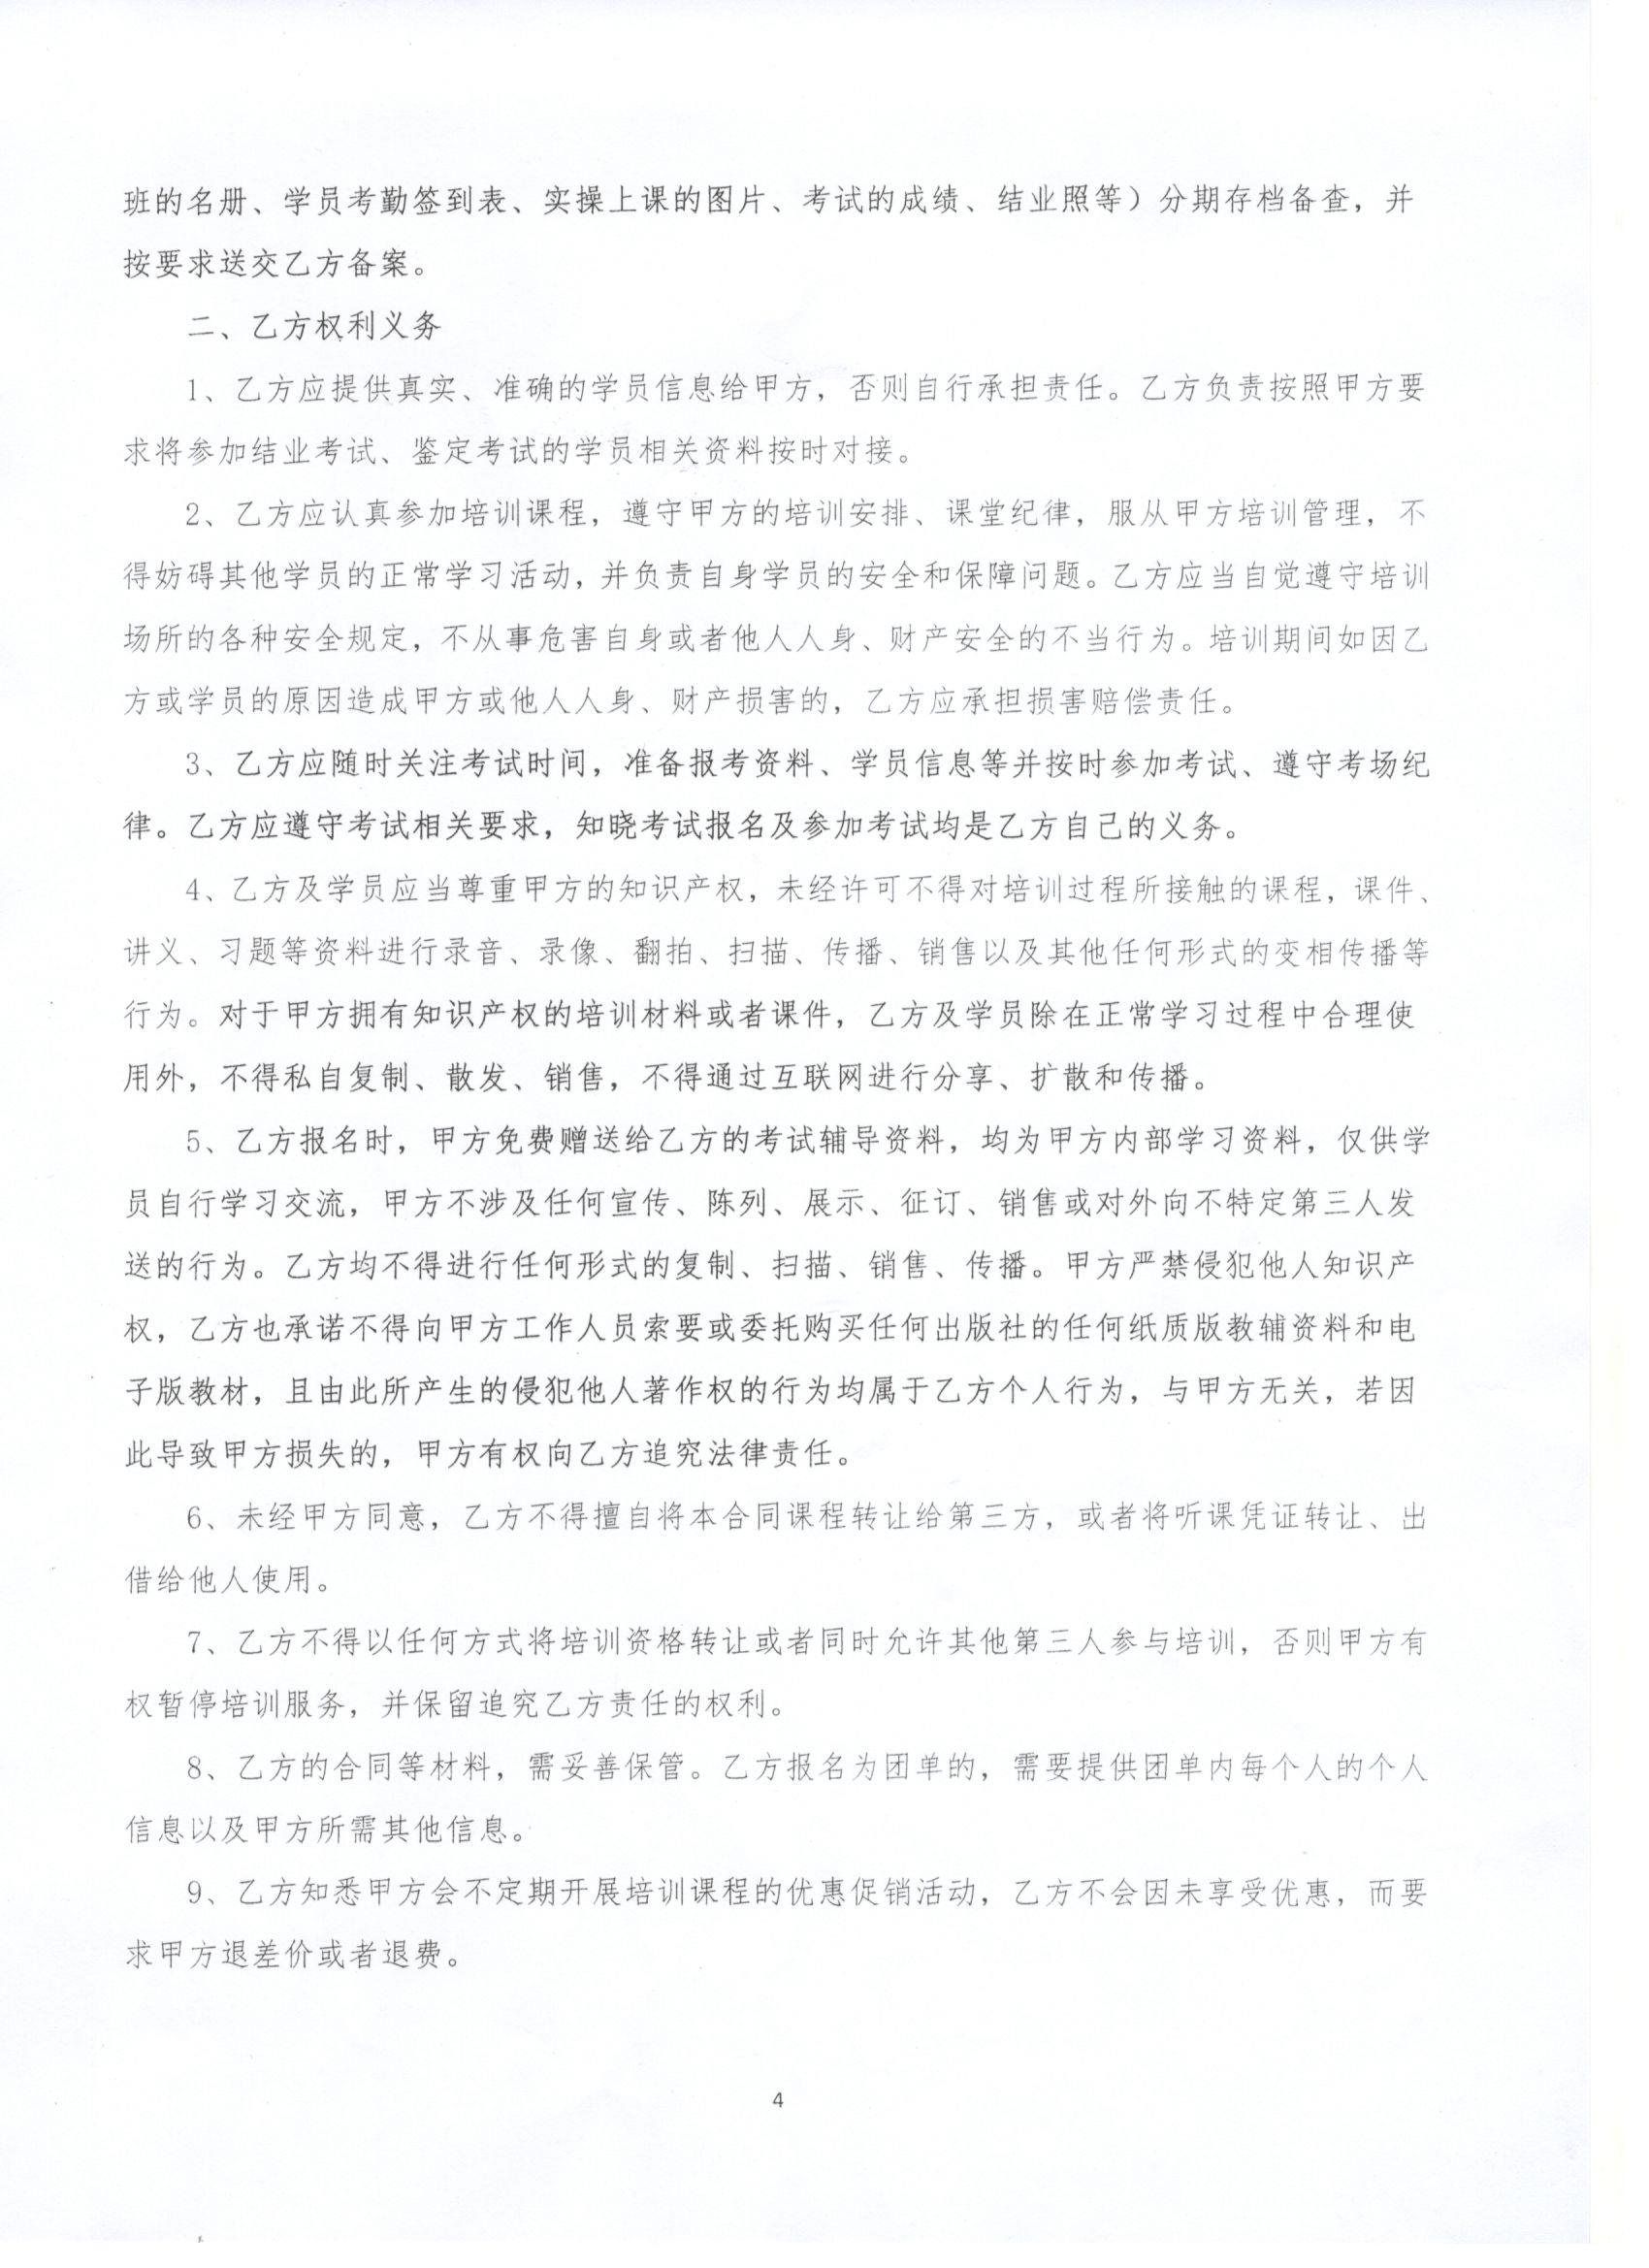 班的名册、学员考勤签到表、实操上课的图片、考试的成绩、结业照等）分期存档备查，并
按要求送交乙方备案。
二、乙方权利义务
1、乙方应提供真实、准确的学员信息给甲方，否则自行承担责任。乙方负责按照甲方要
求将参加结业考试、鉴定考试的学员相关资料按时对接。
2、乙方应认真参加培训课程，遵守甲方的培训安排、课堂纪律，服从甲方培训管理，不
得妨碍其他学员的正常学习活动，并负责自身学员的安全和保障问题。乙方应当自觉遵守培训
场所的各种安全规定，不从事危害自身或者他人人身、财产安全的不当行为。培训期间如因乙
方或学员的原因造成甲方或他人人身、财产损害的，乙方应承担损害赔偿责任。
3、乙方应随时关注考试时间，准备报考资料、学员信息等并按时参加考试、遵守考场纪
律。乙方应遵守考试相关要求，知晓考试报名及参加考试均是乙方自己的义务。
4、乙方及学员应当尊重甲方的知识产权，未经许可不得对培训过程所接触的课程，课件、
讲义、习题等资料进行录音、录像、翻拍、扫描、传播、销售以及其他任何形式的变相传播等
行为。对于甲方拥有知识产权的培训材料或者课件，乙方及学员除在正常学习过程中合理使
用外，不得私自复制、散发、销售，不得通过互联网进行分享、扩散和传播。
5、乙方报名时，甲方免费赠送给乙方的考试辅导资料，均为甲方内部学习资料，仅供学
员自行学习交流，甲方不涉及任何宣传、陈列、展示、征订、销售或对外向不特定第三人发
送的行为。乙方均不得进行任何形式的复制、扫描、销售、传播。甲方严禁侵犯他人知识产
权，乙方也承诺不得向甲方工作人员索要或委托购买任何出版社的任何纸质版教辅资料和电
子版教材，且由此所产生的侵犯他人著作权的行为均属于乙方个人行为，与甲方无关，若因
此导致甲方损失的，甲方有权向乙方追究法律责任。
6、未经甲方同意，乙方不得擅自将本合同课程转让给第三方，或者将听课凭证转让、出
借给他人使用。
7、乙方不得以任何方式将培训资格转让或者同时允许其他第三人参与培训，否则甲方有
权暂停培训服务，并保留追究乙方责任的权利。
8、乙方的合同等材料，需妥善保管。乙方报名为团单的，需要提供团单内每个人的个人
信息以及甲方所需其他信息。
9、乙方知悉甲方会不定期开展培训课程的优惠促销活动，乙方不会因未享受优惠，而要
求甲方退差价或者退费。
4